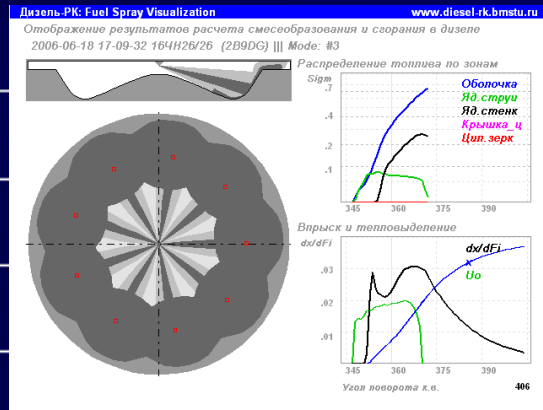 Дизель-РК: Fuel Spray Visualization www.diesel-rk.bmstu.ru
Отображение результатов расчета смесеобразования и сгорания в дизеле
2006-06-18 17-09-32 16ЧН26/26 (2B9DG) ||| Mode: #3
Распределение топлива по зонам
Sigm
.7
.4
.2
.1
Оболочка
Яд.струи
Яд.стенк
Крышка_ц
Цил.зерк
345 360 390
Впрыск и тепловыделение
dx/dFi
.03
.02
.01
dx/dFi
x
Uo
345 360 390
Угол поворота к.в. 406